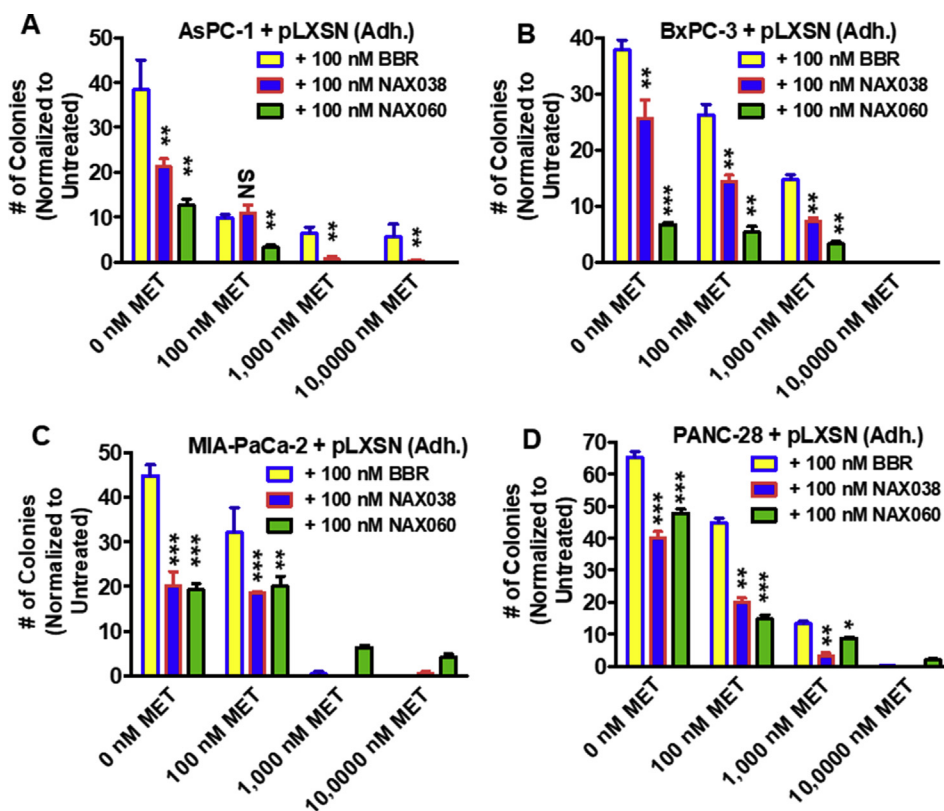 A
AsPC-1 + pLXSN (Adh.)
# of Colonies
(Normalized to
Untreated)
50
40
30
20
10
0
+ 100 nM BBR
+ 100 nM NAX038
+ 100 nM NAX060
**
**
NS
**
**
**
0 nM MET
100 nM MET
1,000 nM MET
10,0000 nM MET
B
BxPC-3 + pLXSN (Adh.)
# of Colonies
(Normalized to
Untreated)
40
30
20
10
0
+ 100 nM BBR
+ 100 nM NAX038
+ 100 nM NAX060
**
***
**
**
**
**
0 nM MET
100 nM MET
1,000 nM MET
10,0000 nM MET
C
MIA-PaCa-2 + pLXSN (Adh.)
# of Colonies
(Normalized to
Untreated)
50
40
30
20
10
0
+ 100 nM BBR
+ 100 nM NAX038
+ 100 nM NAX060
***
***
***
**
0 nM MET
100 nM MET
1,000 nM MET
10,0000 nM MET
D
PANC-28 + pLXSN (Adh.)
# of Colonies
(Normalized to
Untreated)
70
60
50
40
30
20
10
0
+ 100 nM BBR
+ 100 nM NAX038
+ 100 nM NAX060
***
***
**
***
**
*
0 nM MET
100 nM MET
1,000 nM MET
10,0000 nM MET